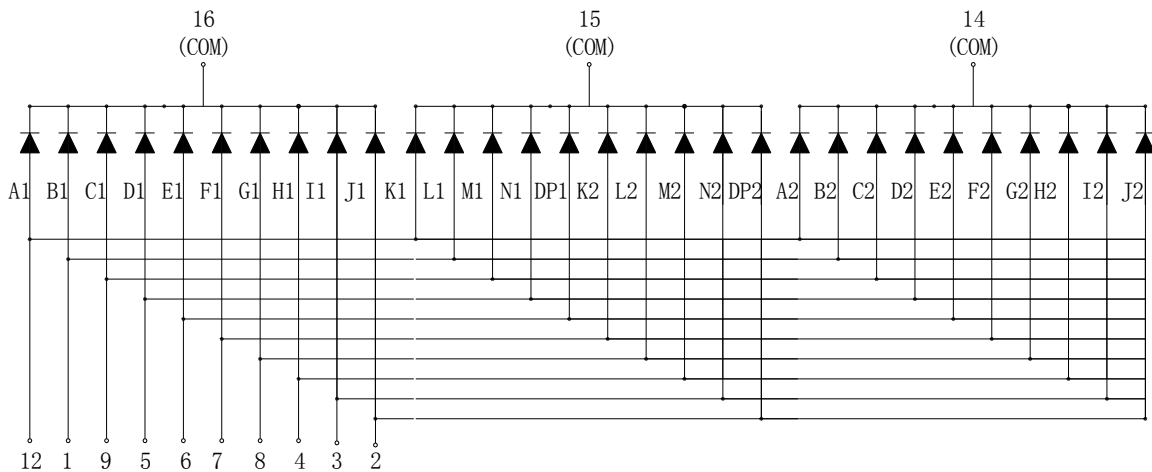 16 15 14
(COM) (COM) (COM)
A1 B1 C1 D1 E1 F1 G1 H1 I1 J1 K1 L1 M1 N1 DP1 K2 L2 M2 N2 DP2 A2 B2 C2 D2 E2 F2 G2 H2 I2 J2
12 1 9 5 6 7 8 4 3 2